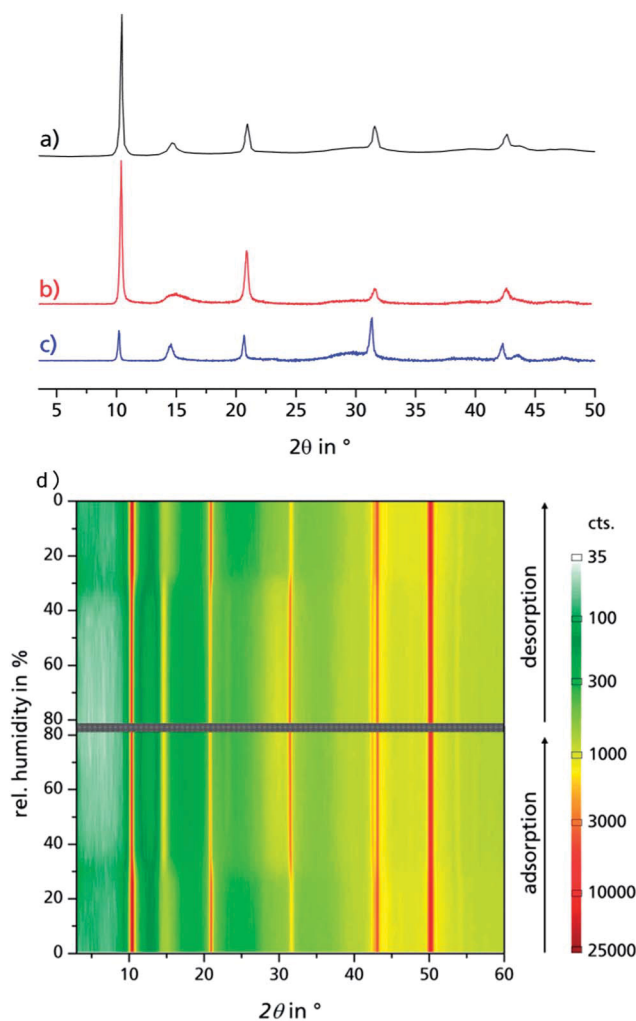 a)
b)
c)
5 10 15 20 25 30 35 40 45 50
2θ in °
d)
0
20
40
60
80
80
60
40
20
0
rel. humidity in %
10 20 30 40 50 60
2θ in °
desorption
adsorption
cts.
35
100
300
1000
3000
10000
25000